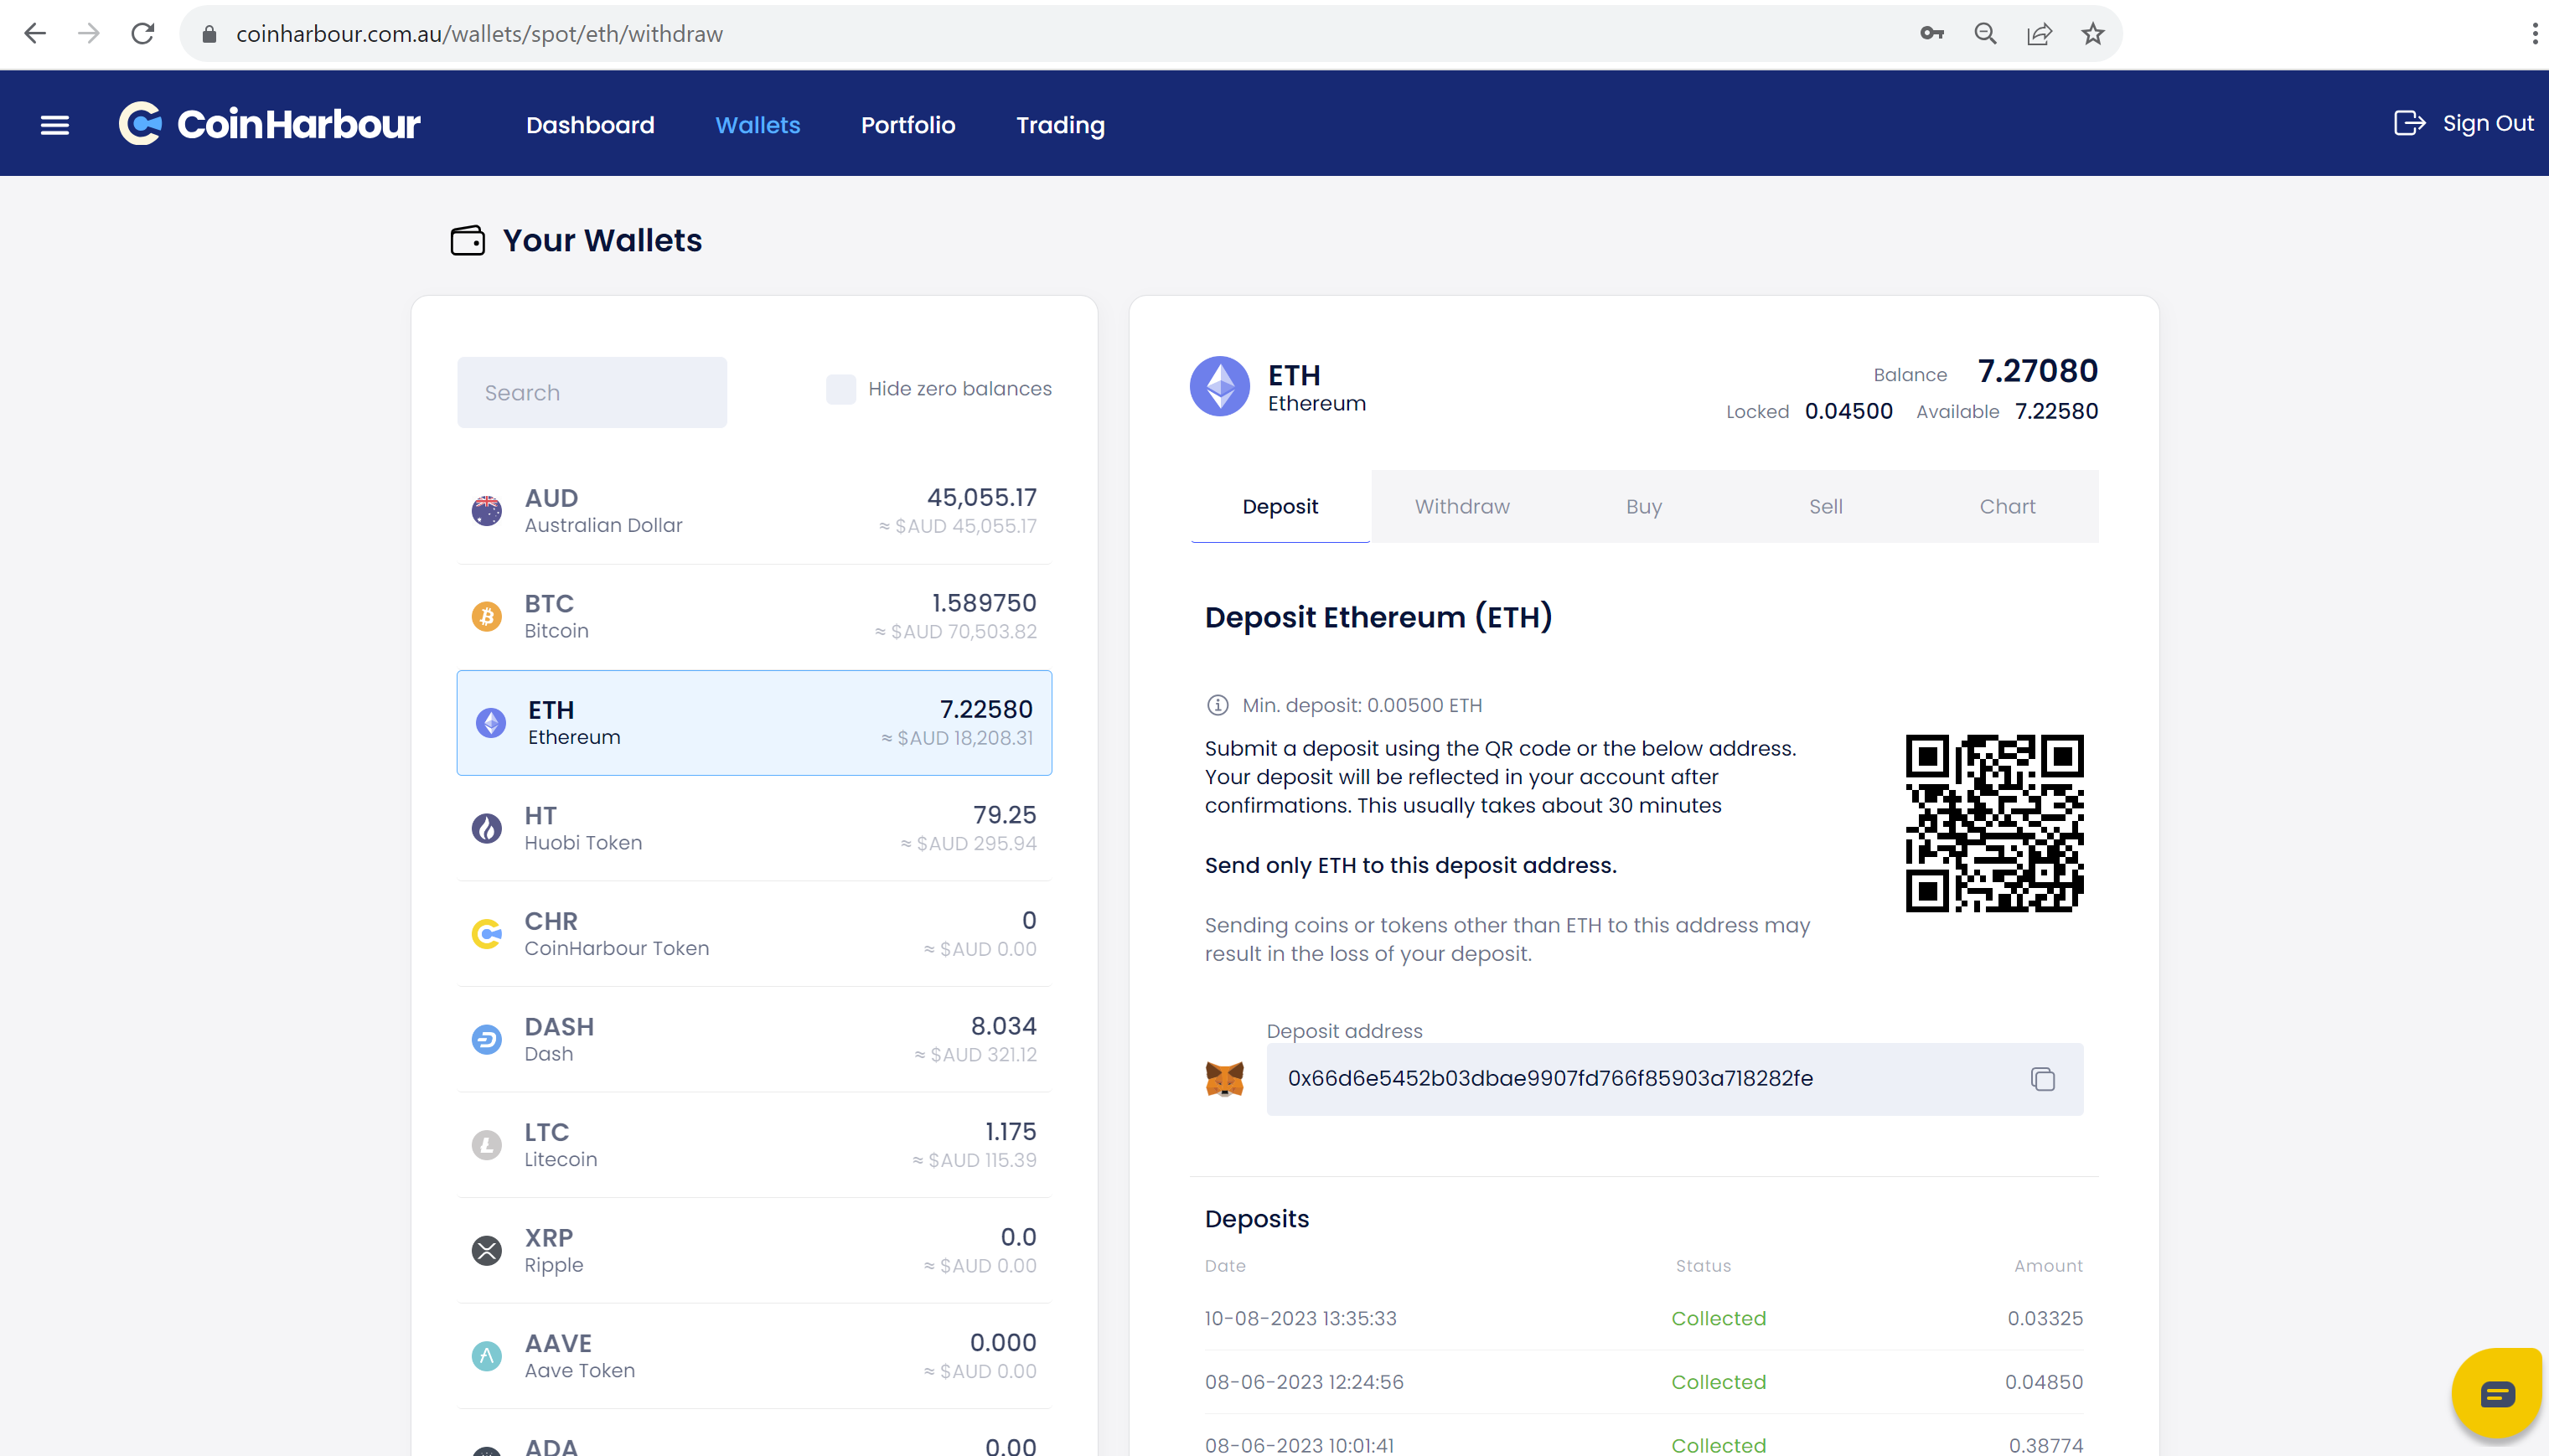 coinharbour.com.au/wallets/spot/eth/withdraw
CoinHarbour
Dashboard
Wallets
Portfolio
Trading
Sign Out
Your Wallets
Search
Hide zero balances
AUD
45,055.17
Australian Dollar
≈ $AUD 45,055.17
BTC
1.589750
Bitcoin
≈ $AUD 70,503.82
ETH
7.22580
Ethereum
≈ $AUD 18,208.31
HT
79.25
Huobi Token
≈ $AUD 295.94
CHR
0
CoinHarbour Token
≈ $AUD 0.00
DASH
8.034
Dash
≈ $AUD 321.12
LTC
1.175
Litecoin
≈ $AUD 115.39
XRP
0.0
Ripple
≈ $AUD 0.00
AAVE
0.000
Aave Token
≈ $AUD 0.00
ADA
0.00
ETH
Ethereum
Balance 7.27080
Locked 0.04500 Available 7.22580
Deposit
Withdraw
Buy
Sell
Chart
Deposit Ethereum (ETH)
Min. deposit: 0.00500 ETH
Submit a deposit using the QR code or the below address.
Your deposit will be reflected in your account after
confirmations. This usually takes about 30 minutes
Send only ETH to this deposit address.
Sending coins or tokens other than ETH to this address may
result in the loss of your deposit.
Deposit address
0x66d6e5452b03dbae9907fd766f85903a718282fe
Deposits
Date Status Amount
10-08-2023 13:35:33 Collected 0.03325
08-06-2023 12:24:56 Collected 0.04850
08-06-2023 10:01:41 Collected 0.38774